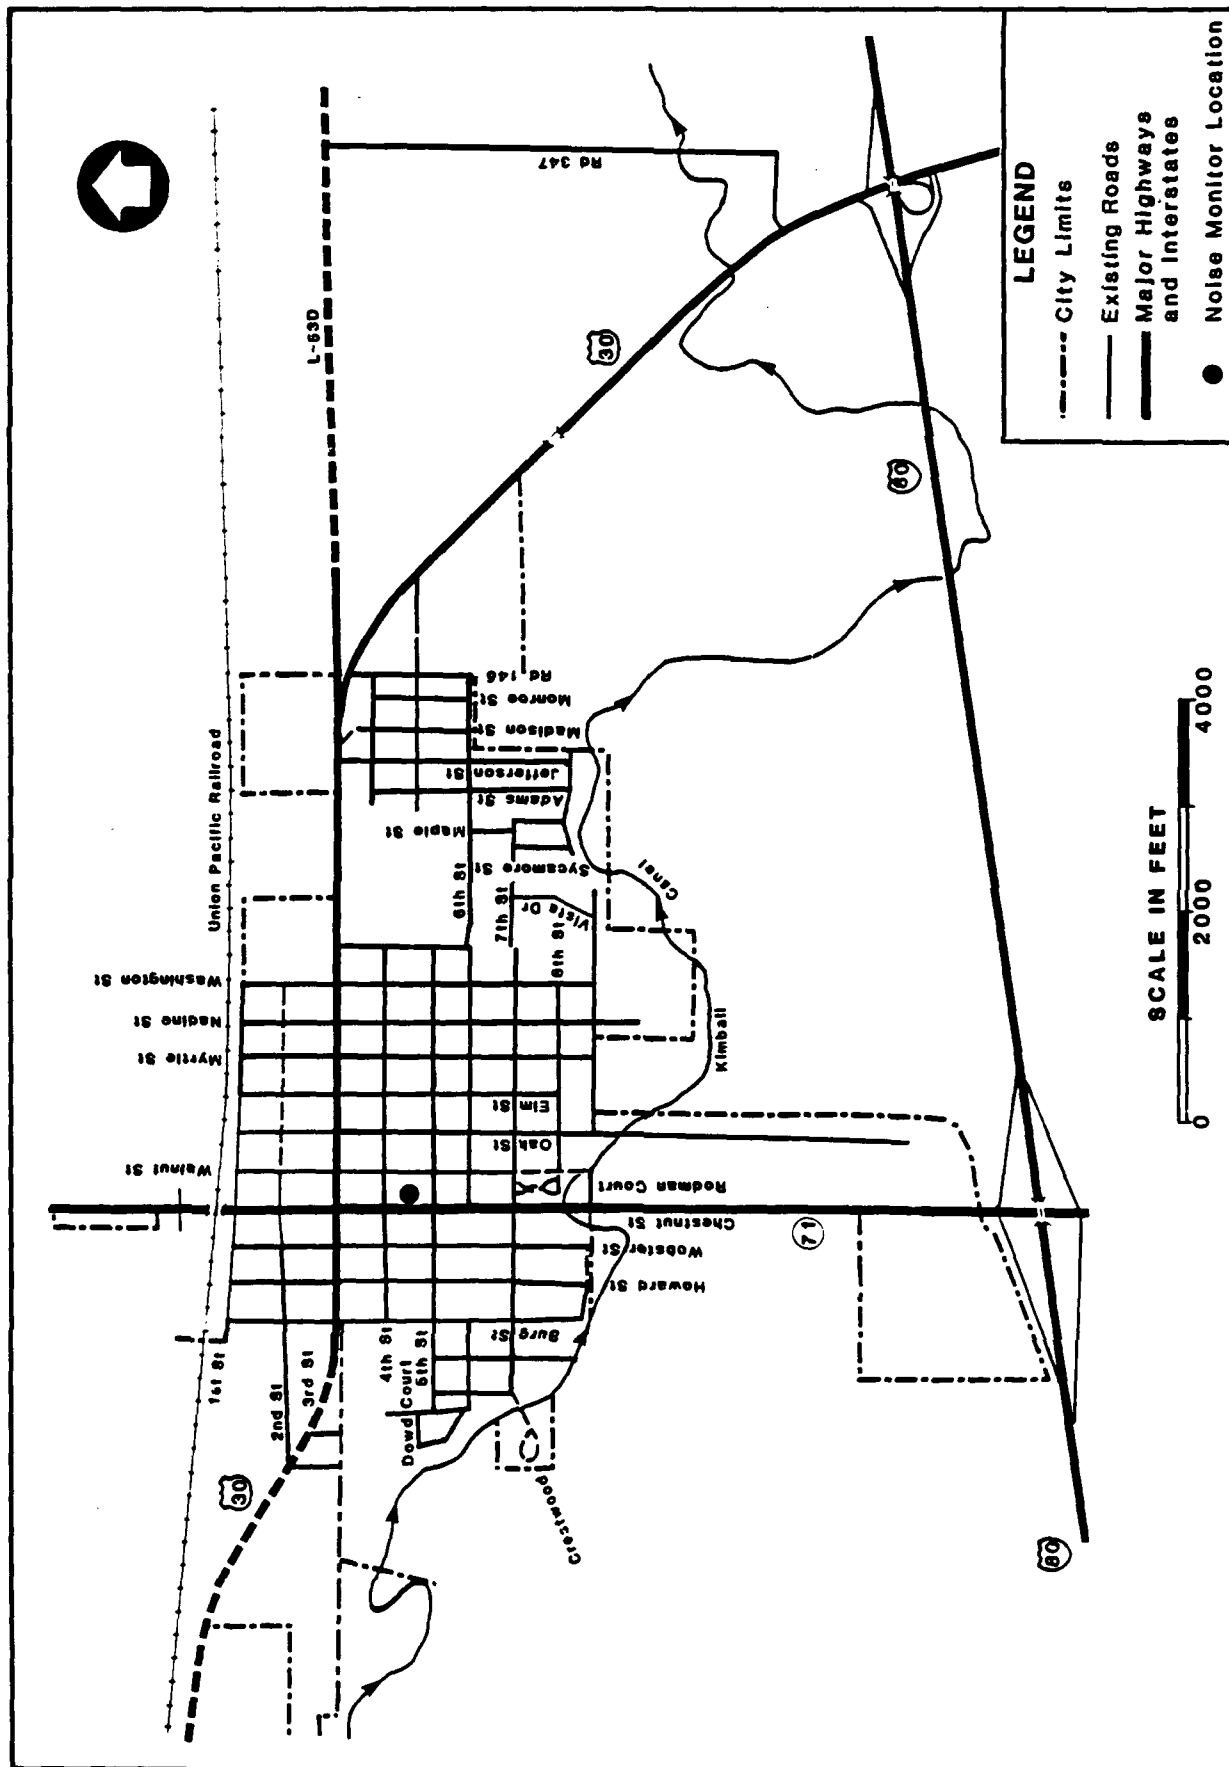 Union Pacific Railroad
L-53D
Rd 347
30
80
Walnut St
Myrtle St
Nadine St
Washington St
1st St
2nd St
3rd St
4th St
5th St
6th St
7th St
8th St
Elm St
Oak St
Maple St
Sycamore St
Vista Dr
Adams St
Jefferson St
Madison St
Monroe St
Rd 146
Burg St
Howard St
Webster St
Chestnut St
Rodman Court
Dowd Court
Crestwood
Kimball
Canal
71
30
80
SCALE IN FEET
0
2000
4000
LEGEND
City Limits
Existing Roads
Major Highways
and Interstates
Noise Monitor Location